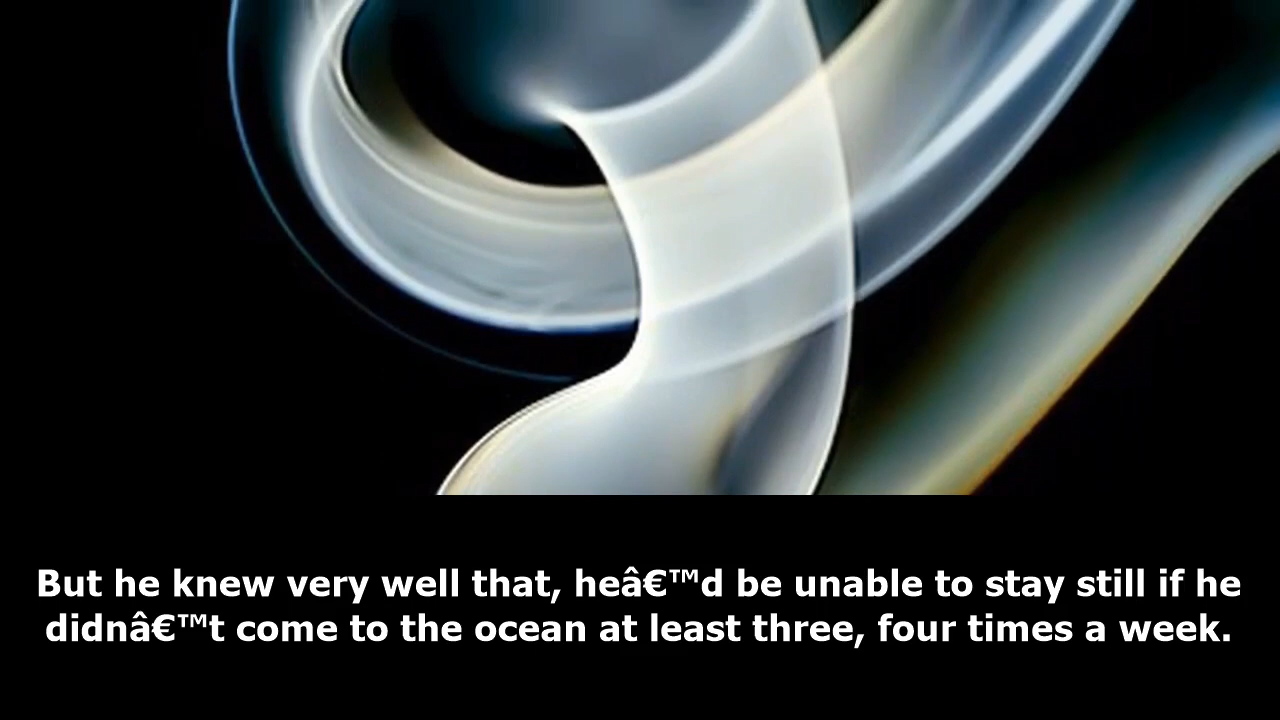 But he knew very well that, heâ€™d be unable to stay still if he
didnâ€™t come to the ocean at least three, four times a week.